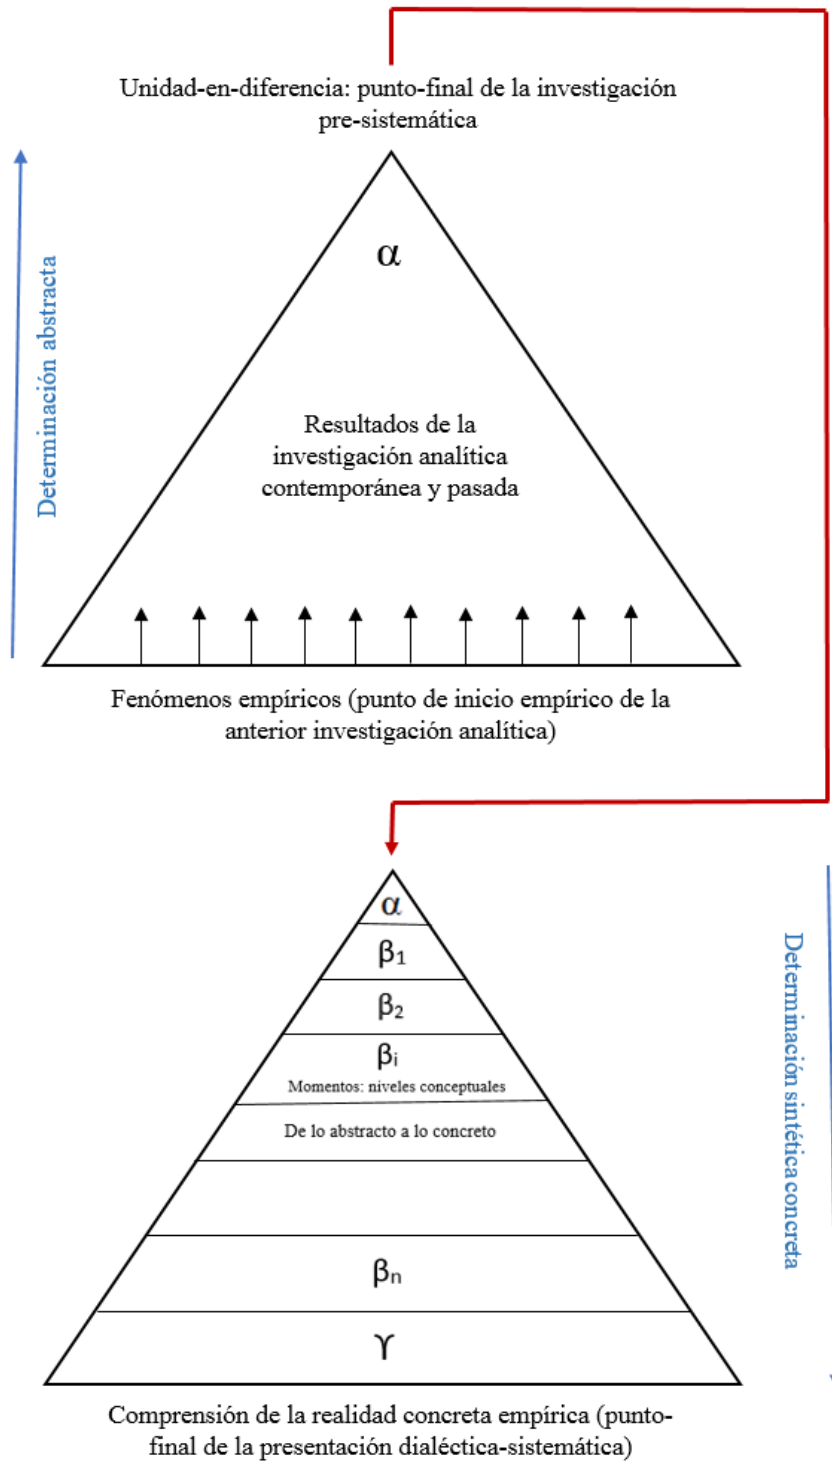 Unidad-en-diferencia: punto-final de la investigación
pre-sistemática
Determinación abstracta
α
Resultados de la
investigación analítica
contemporánea y pasada
Fenómenos empíricos (punto de inicio empírico de la
anterior investigación analítica)
α
β₁
β₂
βᵢ
Momentos: niveles conceptuales
De lo abstracto a lo concreto
βₙ
ϒ
Determinación sintética concreta
Comprensión de la realidad concreta empírica (punto-
final de la presentación dialéctica-sistemática)